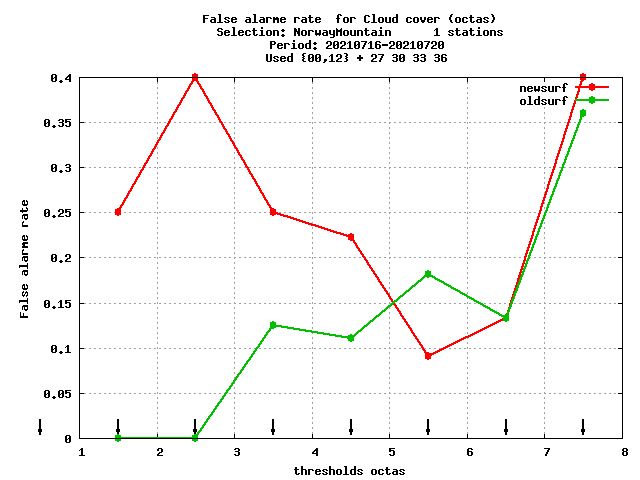 False alarme rate  for Cloud cover (octas)
Selection: NorwayMountain      1 stations
Period: 20210716-20210720
Used {00,12} + 27 30 33 36
newsurf
oldsurf
False alarme rate
0.4
0.35
0.3
0.25
0.2
0.15
0.1
0.05
0
1 2 3 4 5 6 7 8
thresholds octas